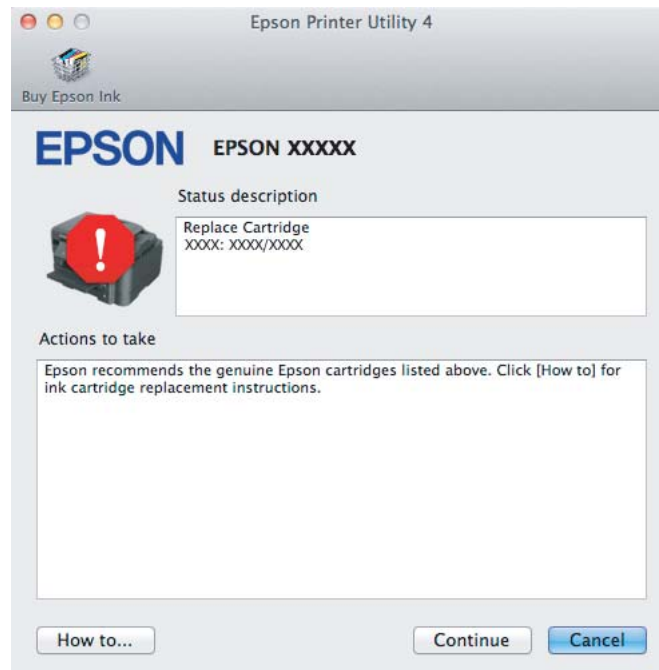 Epson Printer Utility 4
Buy Epson Ink
EPSON EPSON XXXXX
Status description
Replace Cartridge
XXXX: XXXX/XXXX
!
Actions to take
Epson recommends the genuine Epson cartridges listed above. Click [How to] for
ink cartridge replacement instructions.
How to... Continue Cancel